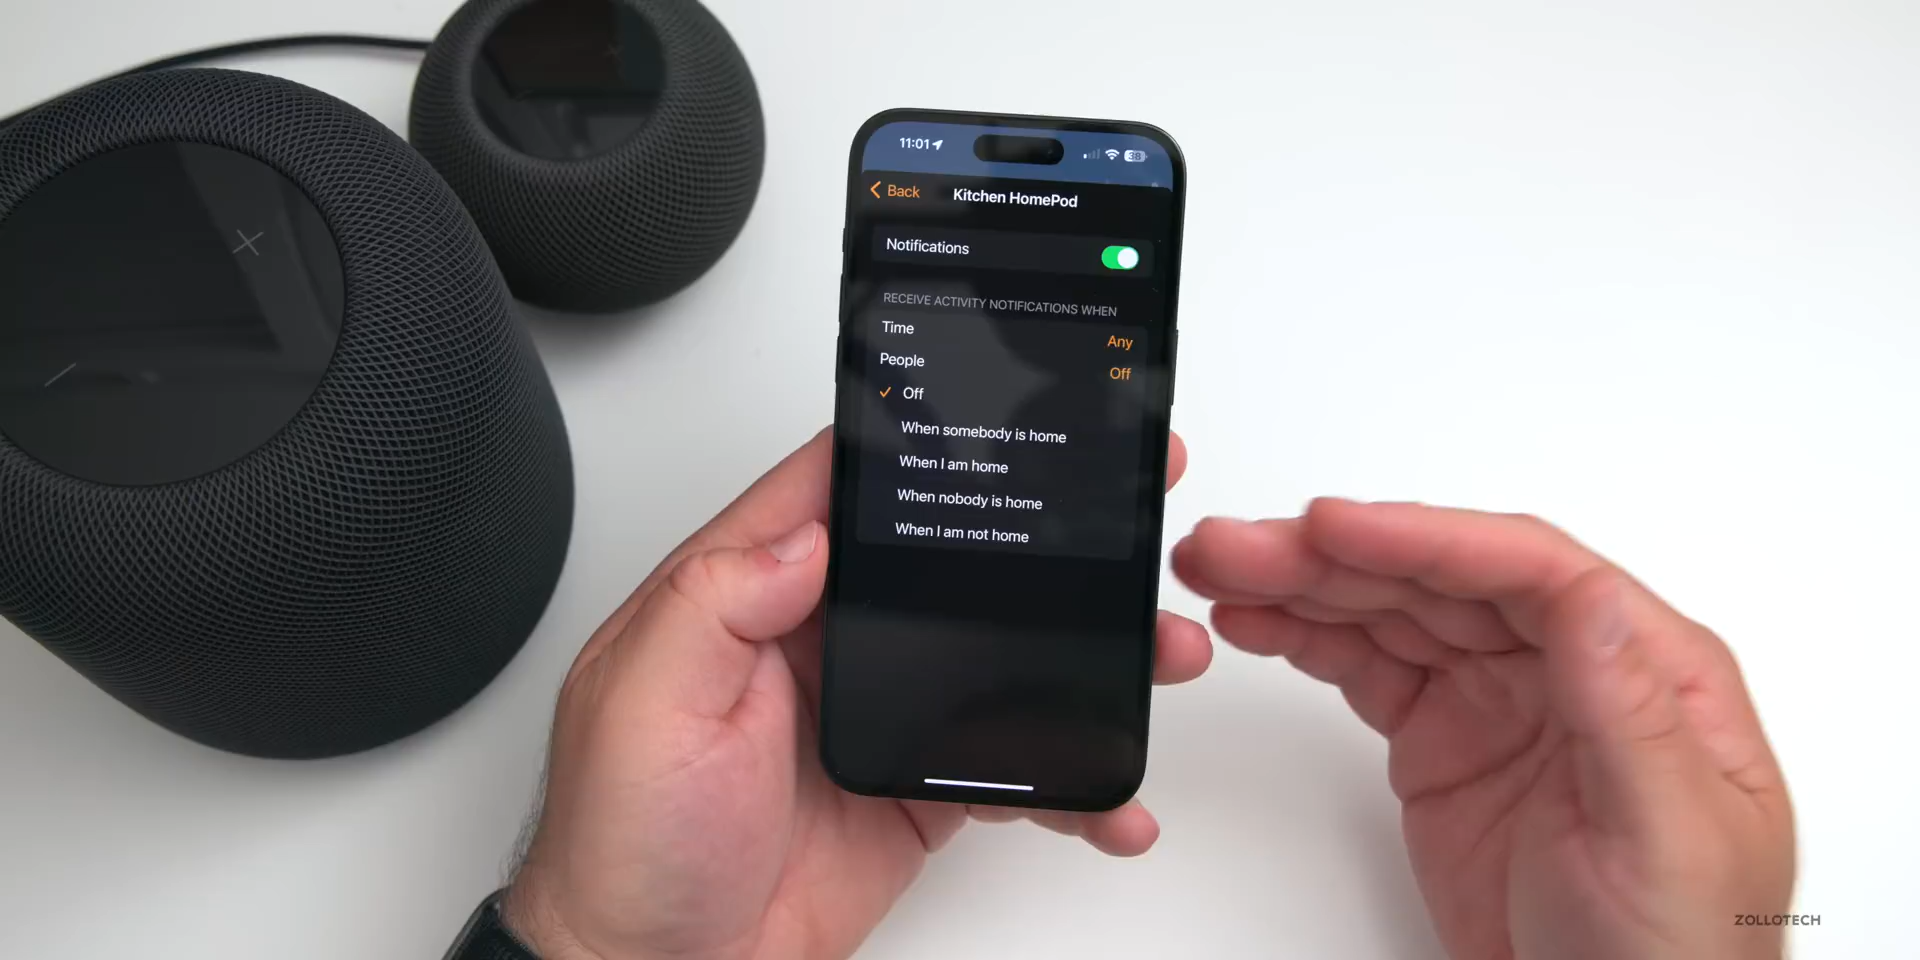 11:01
38
Back
Kitchen HomePod
Notifications
RECEIVE ACTIVITY NOTIFICATIONS WHEN
Time
Any
People
Off
Off
When somebody is home
When I am home
When nobody is home
When I am not home
ZOLLOTECH